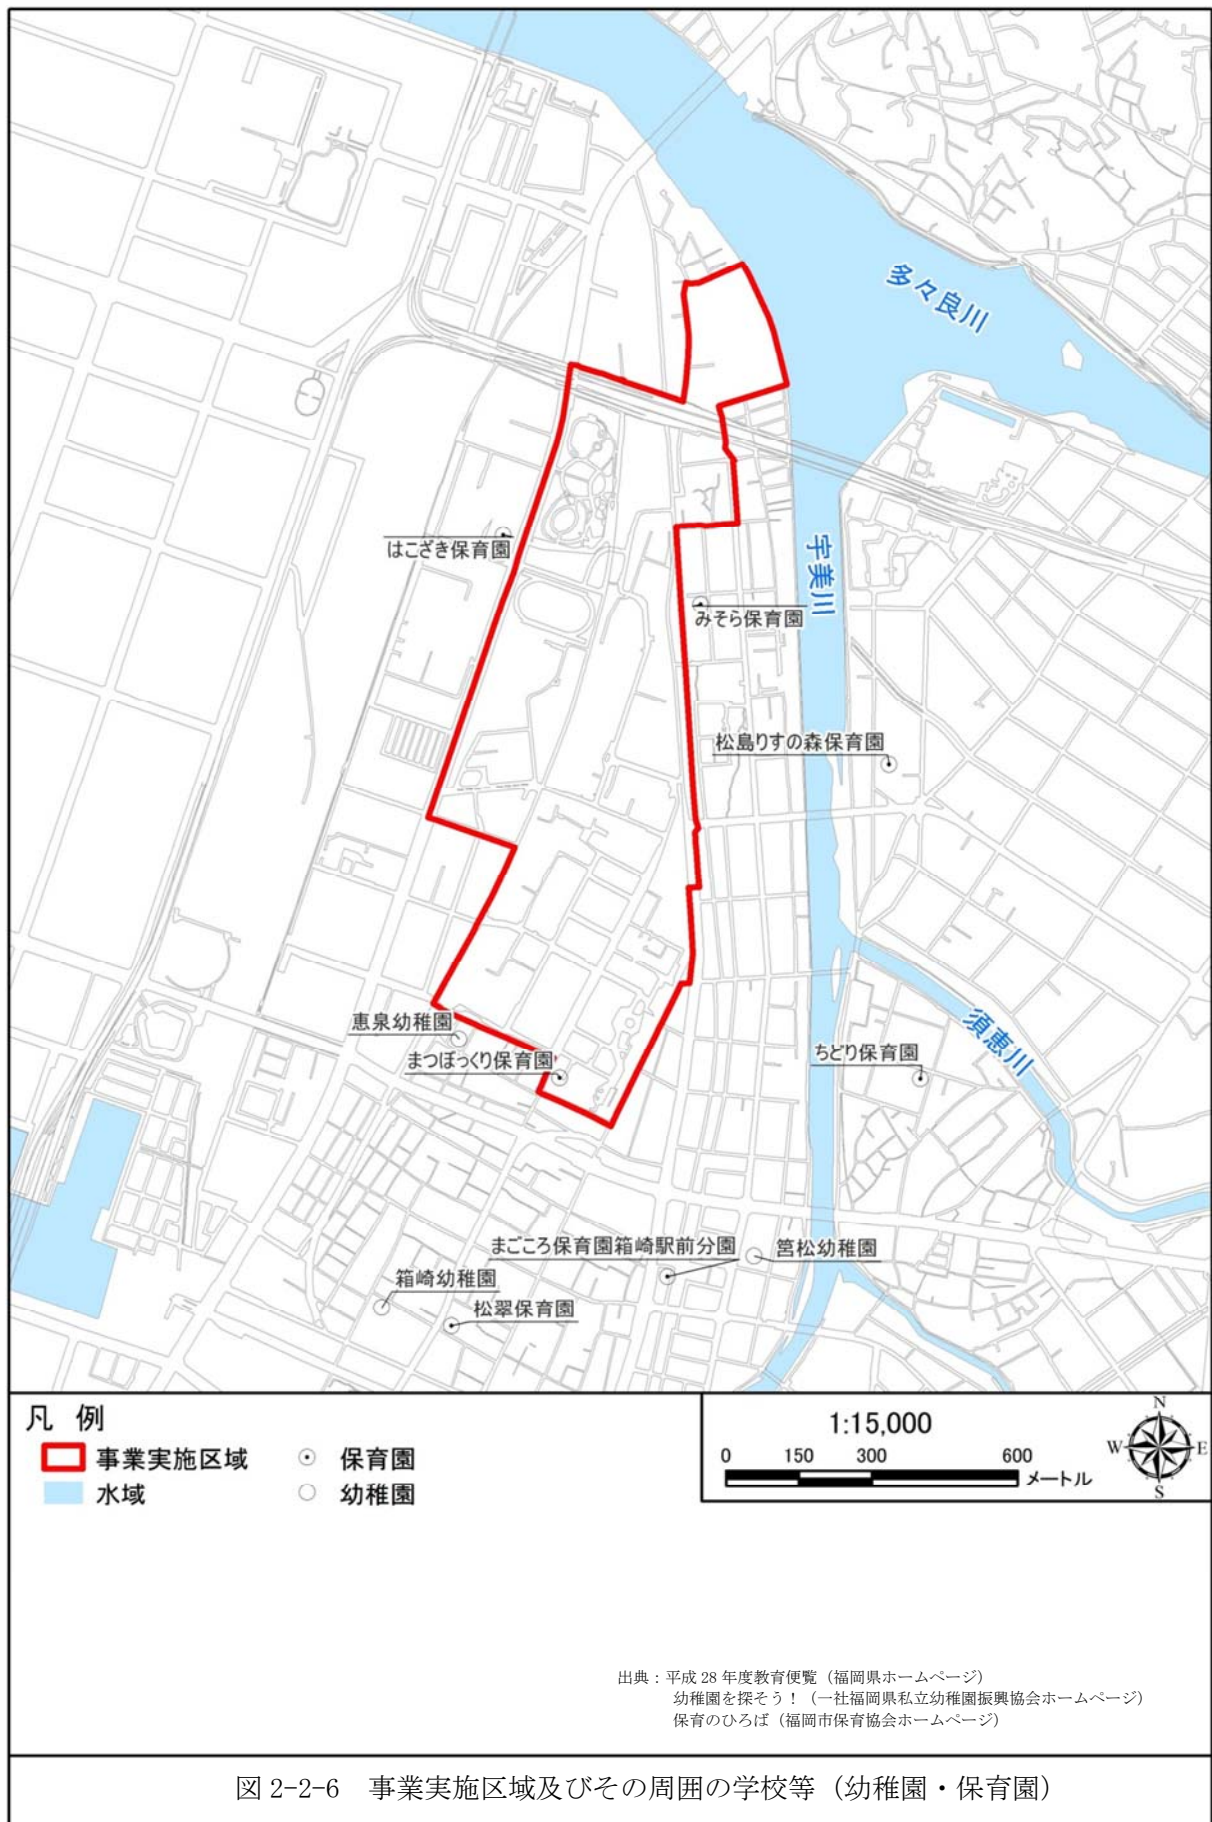 多々良川
はこざき保育園
宇美川
みそら保育園
松島りすの森保育園
恵泉幼稚園
須恵川
まつぼっくり保育園
ちどり保育園
まごころ保育園箱崎駅前分園
筥松幼稚園
箱崎幼稚園
松翠保育園
凡 例
事業実施区域
保育園
水域
幼稚園
1:15,000
0 150 300 600
メートル
N
W E
S
出典：平成 28 年度教育便覧（福岡県ホームページ）
幼稚園を探そう！（一社福岡県私立幼稚園振興協会ホームページ）
保育のひろば（福岡市保育協会ホームページ）
図 2-2-6 事業実施区域及びその周囲の学校等（幼稚園・保育園）